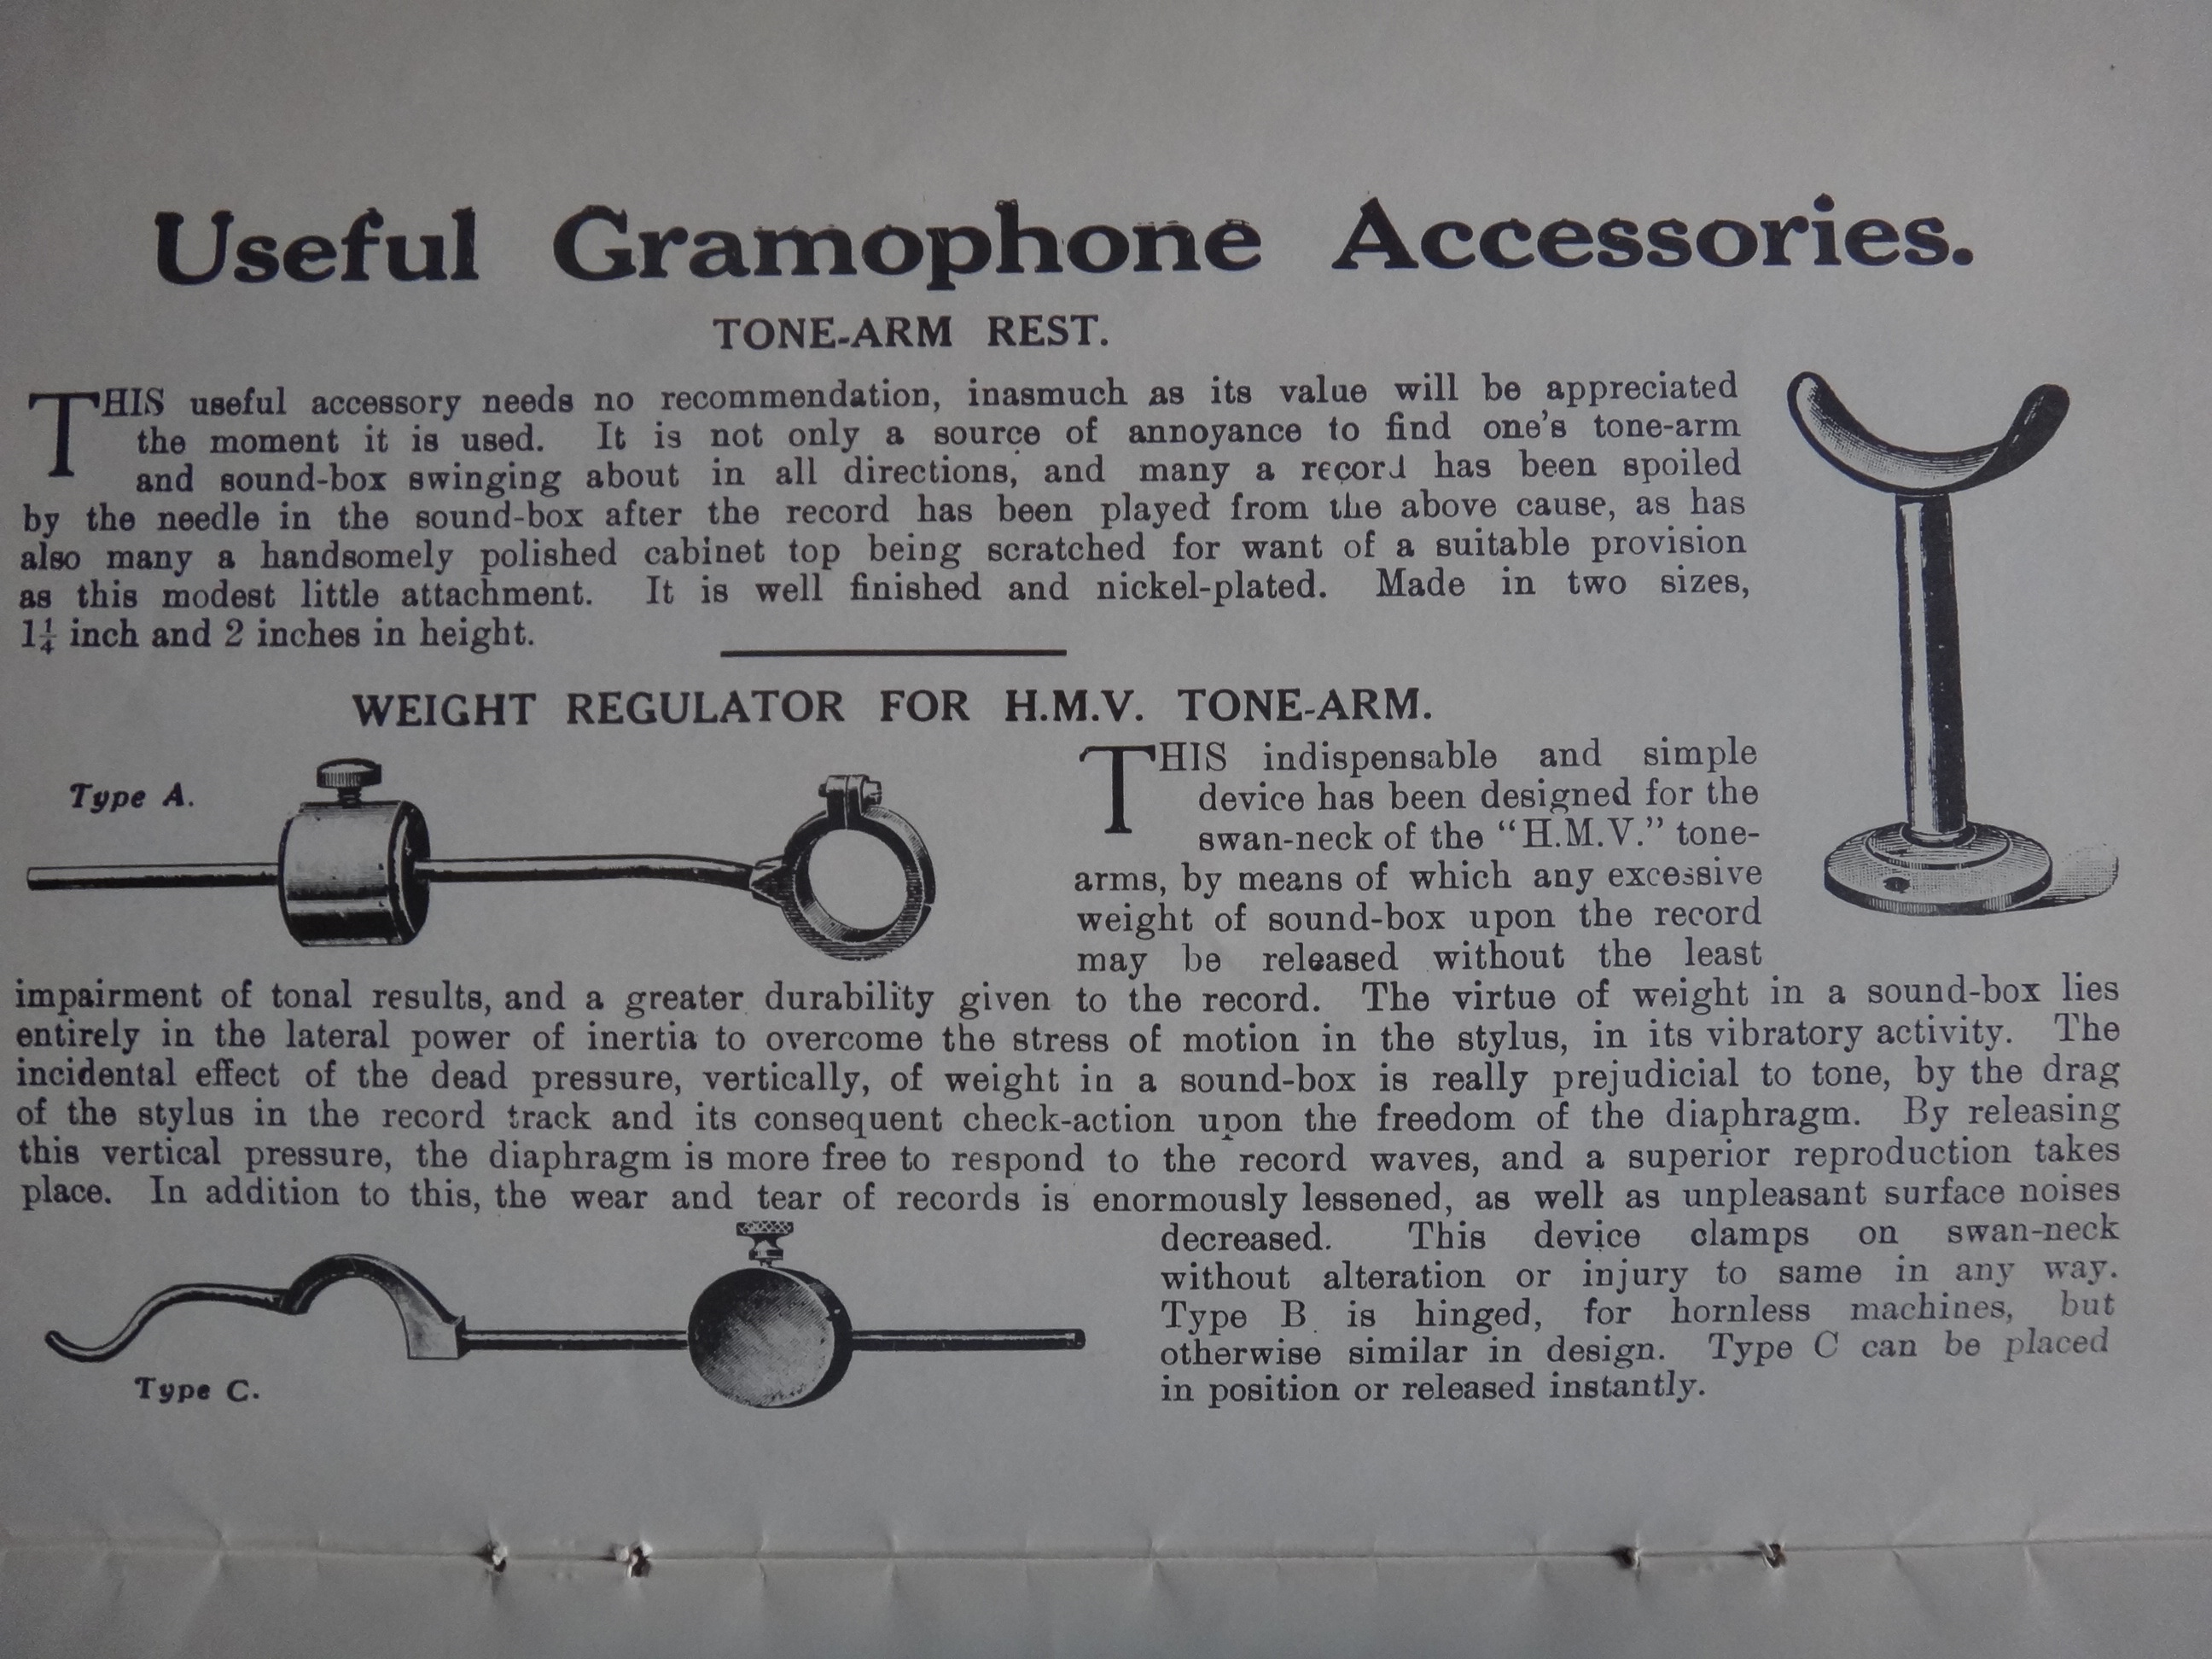 Useful Gramophone Accessories.
TONE-ARM REST.
THIS useful accessory needs no recommendation, inasmuch as its value will be appreciated
the moment it is used. It is not only a source of annoyance to find one's tone-arm
and sound-box swinging about in all directions, and many a record has been spoiled
by the needle in the sound-box after the record has been played from the above cause, as has
also many a handsomely polished cabinet top being scratched for want of a suitable provision
as this modest little attachment. It is well finished and nickel-plated. Made in two sizes,
1¼ inch and 2 inches in height.
WEIGHT REGULATOR FOR H.M.V. TONE-ARM.
Type A.
THIS indispensable and simple
device has been designed for the
swan-neck of the "H.M.V." tone-
arms, by means of which any excessive
weight of sound-box upon the record
may be released without the least
impairment of tonal results, and a greater durability given to the record. The virtue of weight in a sound-box lies
entirely in the lateral power of inertia to overcome the stress of motion in the stylus, in its vibratory activity. The
incidental effect of the dead pressure, vertically, of weight in a sound-box is really prejudicial to tone, by the drag
of the stylus in the record track and its consequent check-action upon the freedom of the diaphragm. By releasing
this vertical pressure, the diaphragm is more free to respond to the record waves, and a superior reproduction takes
place. In addition to this, the wear and tear of records is enormously lessened, as well as unpleasant surface noises
decreased. This device clamps on swan-neck
without alteration or injury to same in any way.
Type B is hinged, for hornless machines, but
otherwise similar in design. Type C can be placed
in position or released instantly.
Type C.